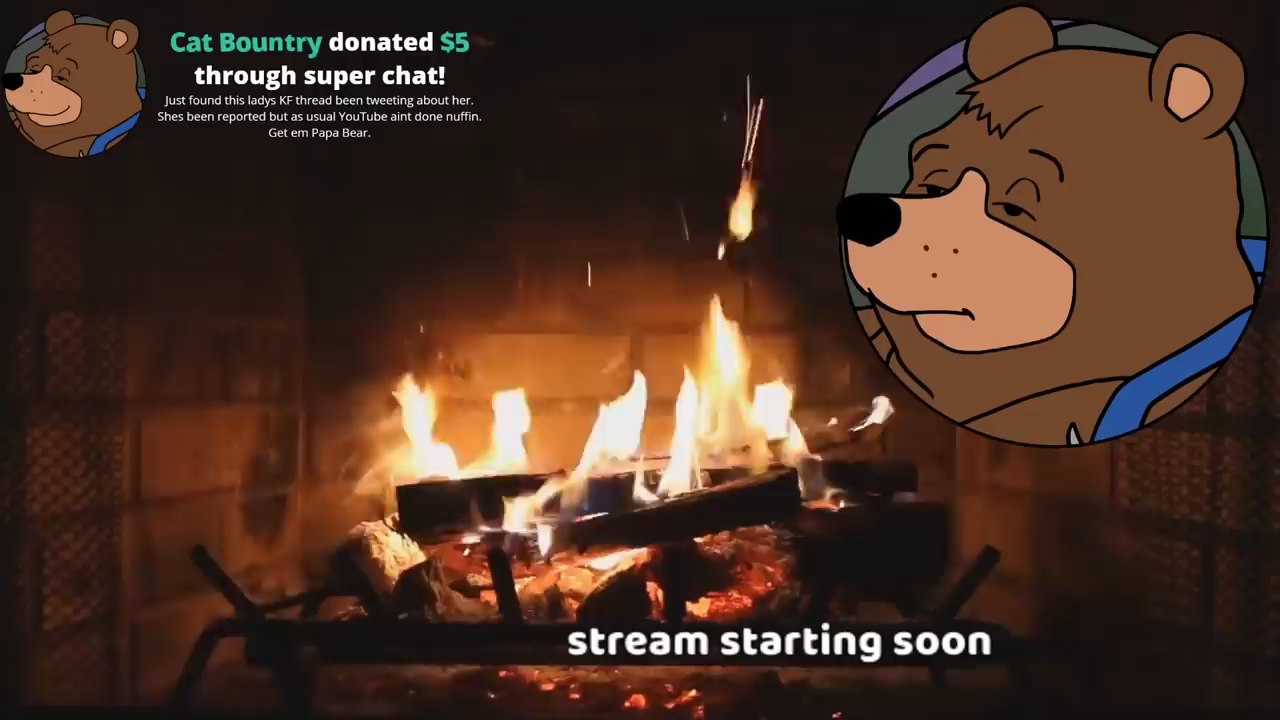 Cat Bountry donated $5
through super chat!
Just found this ladys KF thread been tweeting about her.
Shes been reported but as usual YouTube aint done nuffin.
Get em Papa Bear.
stream starting soon